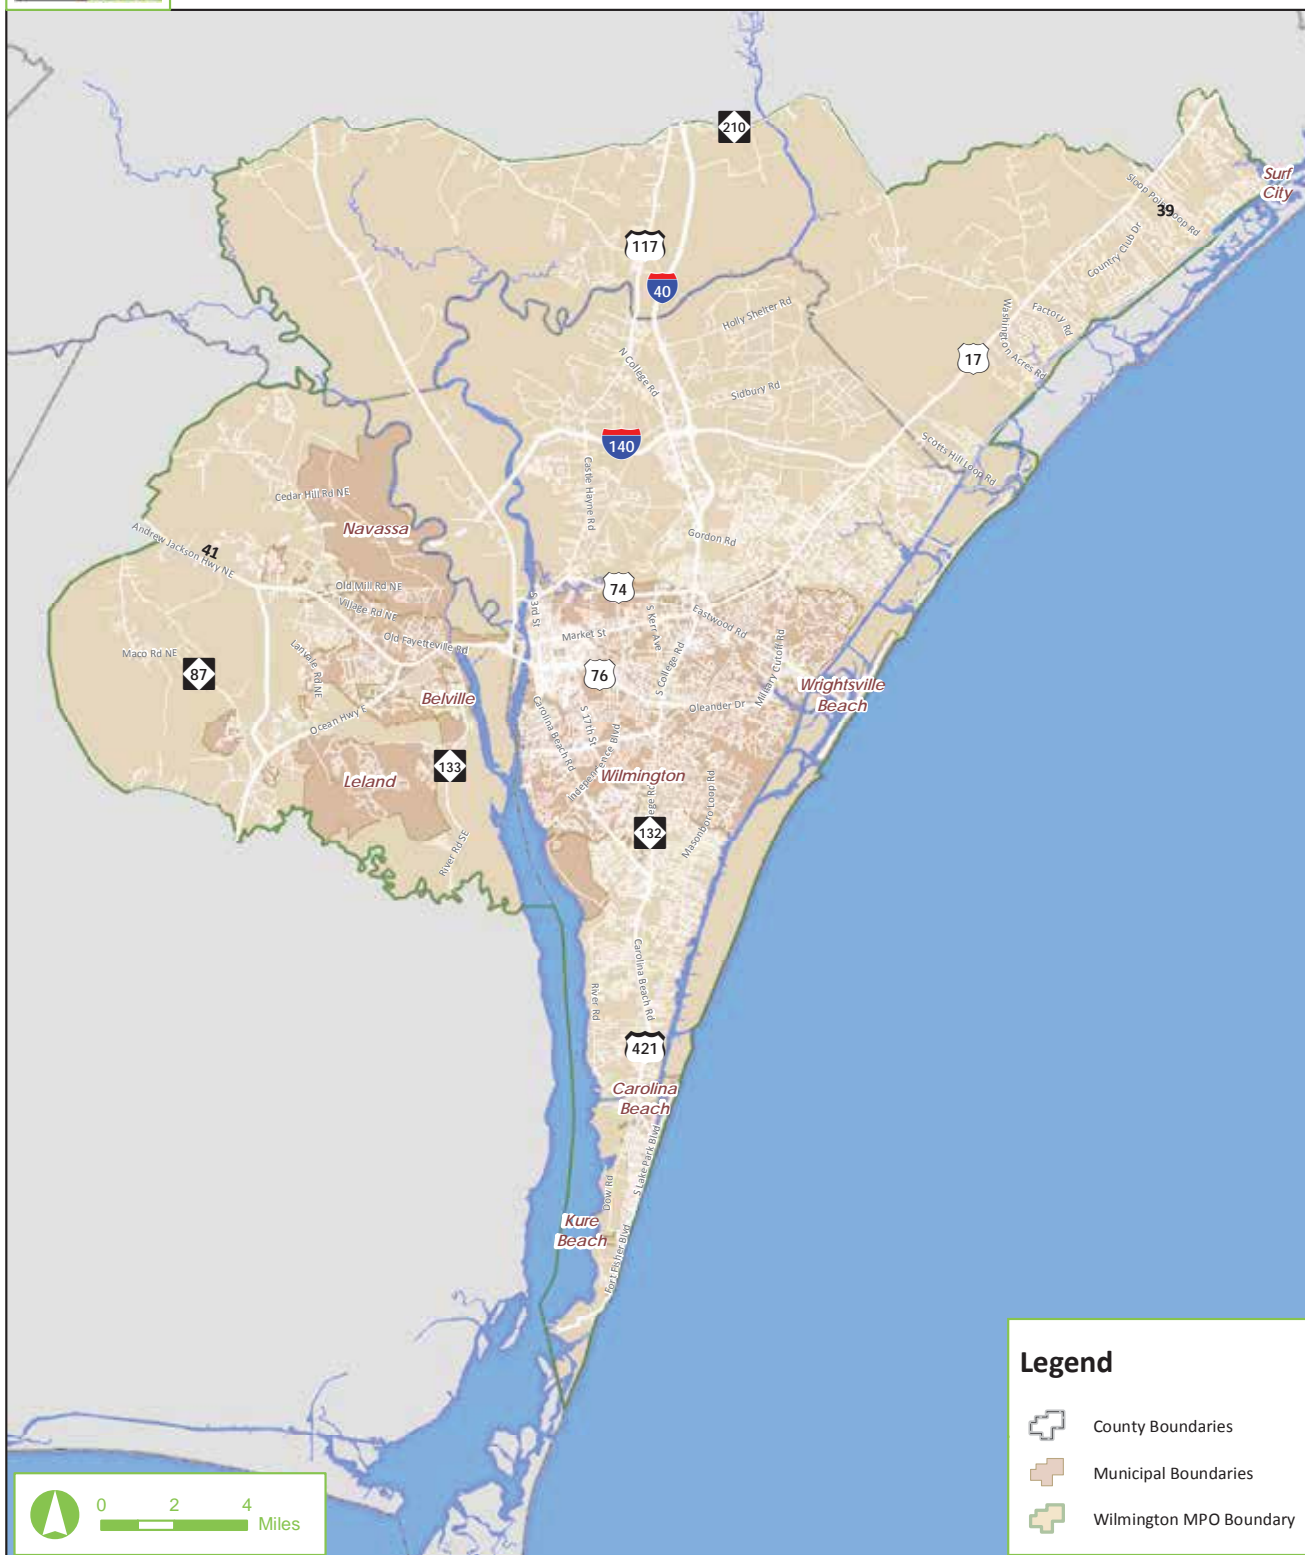 210
Surf
City
Sloop Point Loop Rd
39
117
Country Club Dr
40
Holly Shelter Rd
Washington Acres Rd
Factory Rd
17
N College Rd
Sidbury Rd
140
Scotts Hill Loop Rd
Castle Hayne Rd
Cedar Hill Rd NE
Navassa
Andrew Jackson Hwy NE
41
Gordon Rd
Old Mill Rd NE
74
Village Rd NE
S 3rd St
S Kerr Ave
Eastwood Rd
Market St
Old Fayetteville Rd
Military Cutoff Rd
Maco Rd NE
Lanvale Rd NE
87
76
S College Rd
Wrightsville
Beach
Belville
Oleander Dr
Carolina Beach Rd
S 17th St
Ocean Hwy E
Independence Blvd
133
Leland
Wilmington
132
Masonboro Loop Rd
River Rd SE
Carolina Beach Rd
River Rd
421
Carolina
Beach
S Lake Park Blvd
Dow Rd
Kure
Beach
Fort Fisher Blvd
Legend
County Boundaries
Municipal Boundaries
Wilmington MPO Boundary
0 2 4
Miles